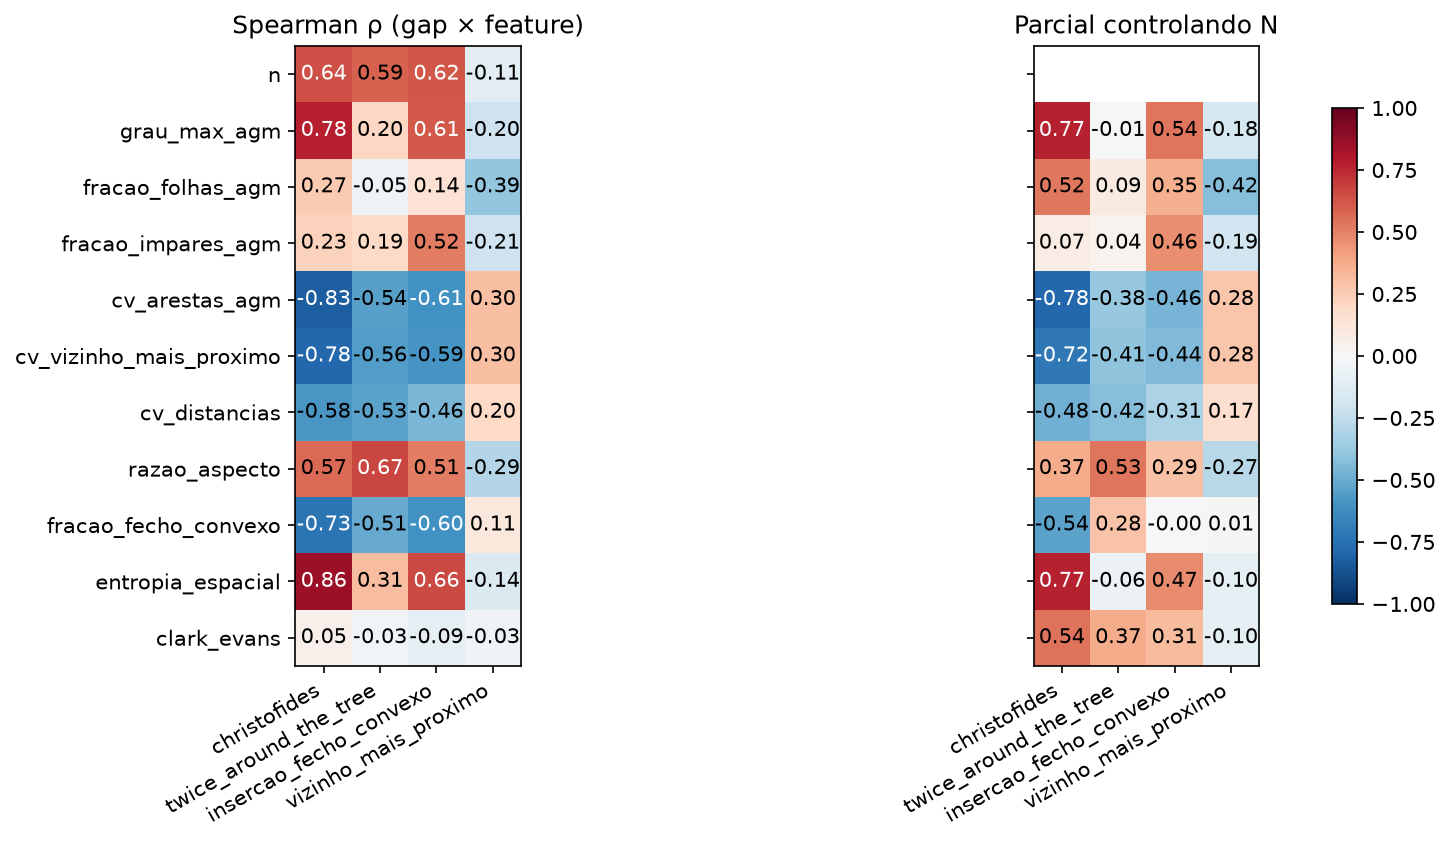 Spearman ρ (gap × feature)
n 0.64 0.59 0.62 -0.11
grau_max_agm 0.78 0.20 0.61 -0.20
fracao_folhas_agm 0.27 -0.05 0.14 -0.39
fracao_impares_agm 0.23 0.19 0.52 -0.21
cv_arestas_agm -0.83 -0.54 -0.61 0.30
cv_vizinho_mais_proximo -0.78 -0.56 -0.59 0.30
cv_distancias -0.58 -0.53 -0.46 0.20
razao_aspecto 0.57 0.67 0.51 -0.29
fracao_fecho_convexo -0.73 -0.51 -0.60 0.11
entropia_espacial 0.86 0.31 0.66 -0.14
clark_evans 0.05 -0.03 -0.09 -0.03
christofides
twice_around_the_tree
insercao_fecho_convexo
vizinho_mais_proximo
Parcial controlando N
0.77 -0.01 0.54 -0.18
0.52 0.09 0.35 -0.42
0.07 0.04 0.46 -0.19
-0.78 -0.38 -0.46 0.28
-0.72 -0.41 -0.44 0.28
-0.48 -0.42 -0.31 0.17
0.37 0.53 0.29 -0.27
-0.54 0.28 -0.00 0.01
0.77 -0.06 0.47 -0.10
0.54 0.37 0.31 -0.10
christofides
twice_around_the_tree
insercao_fecho_convexo
vizinho_mais_proximo
1.00
0.75
0.50
0.25
0.00
−0.25
−0.50
−0.75
−1.00